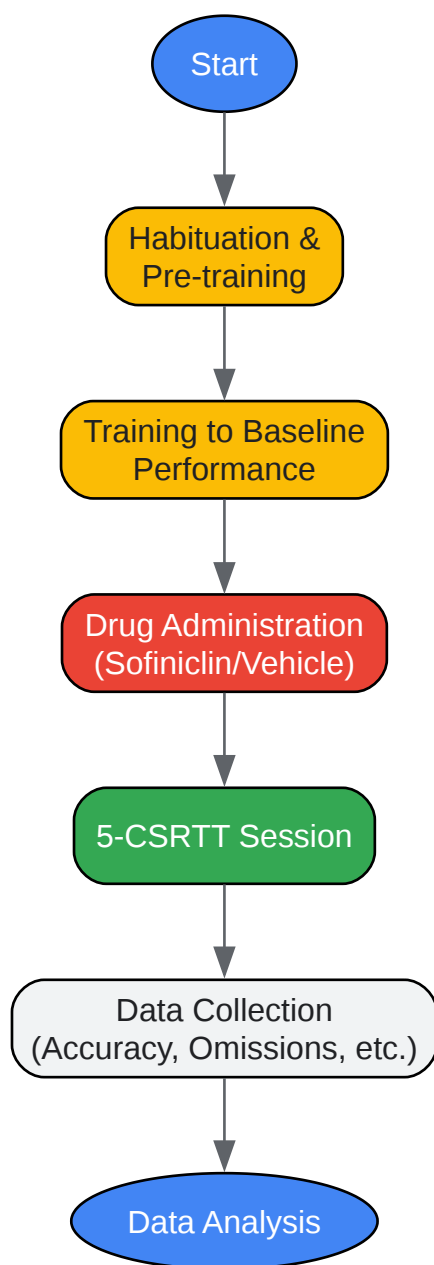 Start
Habituation &
Pre-training
Training to Baseline
Performance
Drug Administration
(Sofiniclin/Vehicle)
5-CSRTT Session
Data Collection
(Accuracy, Omissions, etc.)
Data Analysis